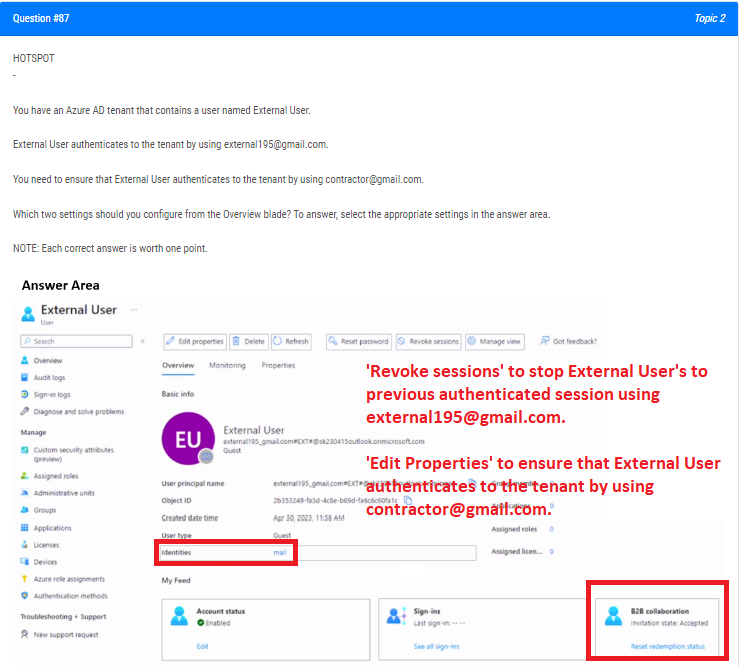 Question #87
Topic 2
HOTSPOT
-
You have an Azure AD tenant that contains a user named External User.
External User authenticates to the tenant by using external195@gmail.com.
You need to ensure that External User authenticates to the tenant by using contractor@gmail.com.
Which two settings should you configure from the Overview blade? To answer, select the appropriate settings in the answer area.
NOTE: Each correct answer is worth one point.
Answer Area
External User ...
User
Search «
Edit properties Delete Refresh Reset password Revoke sessions Manage view Got feedback?
Overview
Audit logs
Sign-in logs
Diagnose and solve problems
Manage
Custom security attributes
(preview)
Assigned roles
Administrative units
Groups
Applications
Licenses
Devices
Azure role assignments
Authentication methods
Troubleshooting + Support
New support request
Overview Monitoring Properties
Basic info
'Revoke sessions' to stop External User's to
previous authenticated session using
external195@gmail.com.
'Edit Properties' to ensure that External User
authenticates to the tenant by using
contractor@gmail.com.
EU
External User
external195_gmail.com#EXT#@sk230415outlook.onmicrosoft.com
Guest
User principal name external195_gmail.com#EXT#@
Object ID 2b353249-fa3d-4c8e-b69d-fa6c6c60fa1c
Created date time Apr 30, 2023, 11:58 AM
User type Guest
Identities mail
0
Assigned roles 0
Assigned licen... 0
My Feed
Account status
Enabled
Edit
Sign-ins
Last sign-in: -- --
See all sign-ins
B2B collaboration
Invitation state: Accepted
Reset redemption status